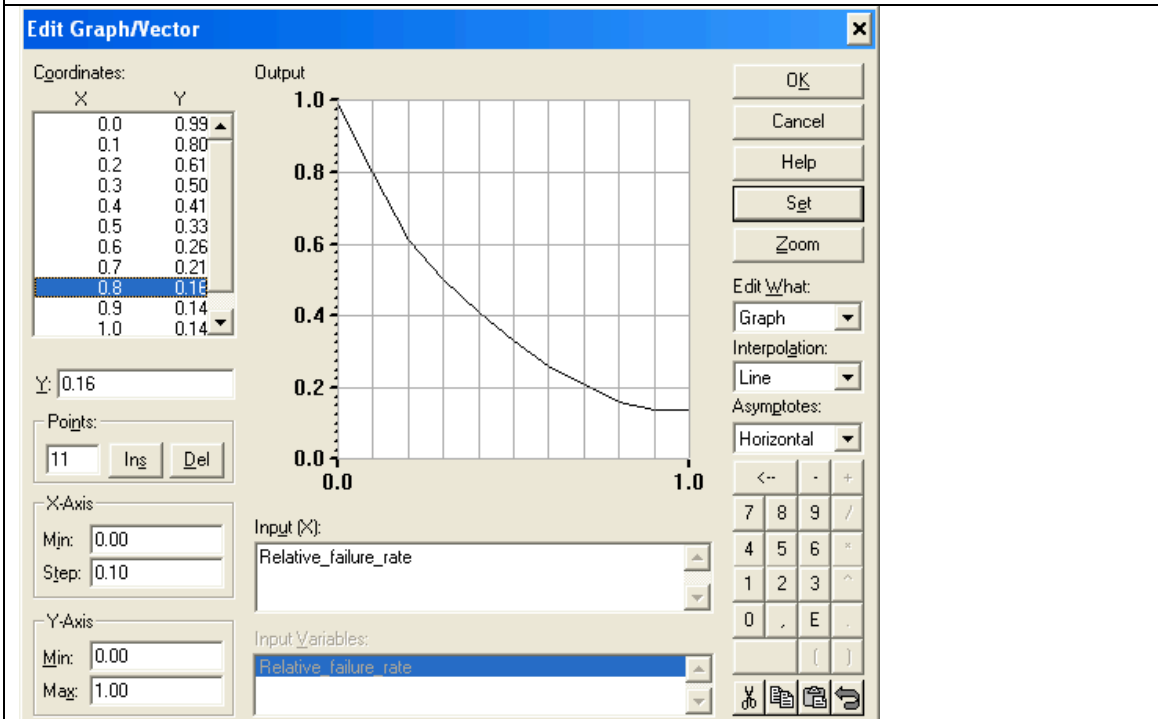 Edit Graph/Vector
Coordinates:
X Y
0.0 0.99
0.1 0.80
0.2 0.61
0.3 0.50
0.4 0.41
0.5 0.33
0.6 0.26
0.7 0.21
0.8 0.16
0.9 0.14
1.0 0.14
Y: 0.16
Points:
11 Ins Del
X-Axis
Min: 0.00
Step: 0.10
Y-Axis
Min: 0.00
Max: 1.00
Output
1.0
0.8
0.6
0.4
0.2
0.0
0.0 1.0
Input (X):
Relative_failure_rate
Input Variables:
Relative_failure_rate
OK
Cancel
Help
Set
Zoom
Edit What:
Graph
Interpolation:
Line
Asymptotes:
Horizontal
<-- - +
7 8 9 /
4 5 6 ×
1 2 3 ^
0 , E .
( )